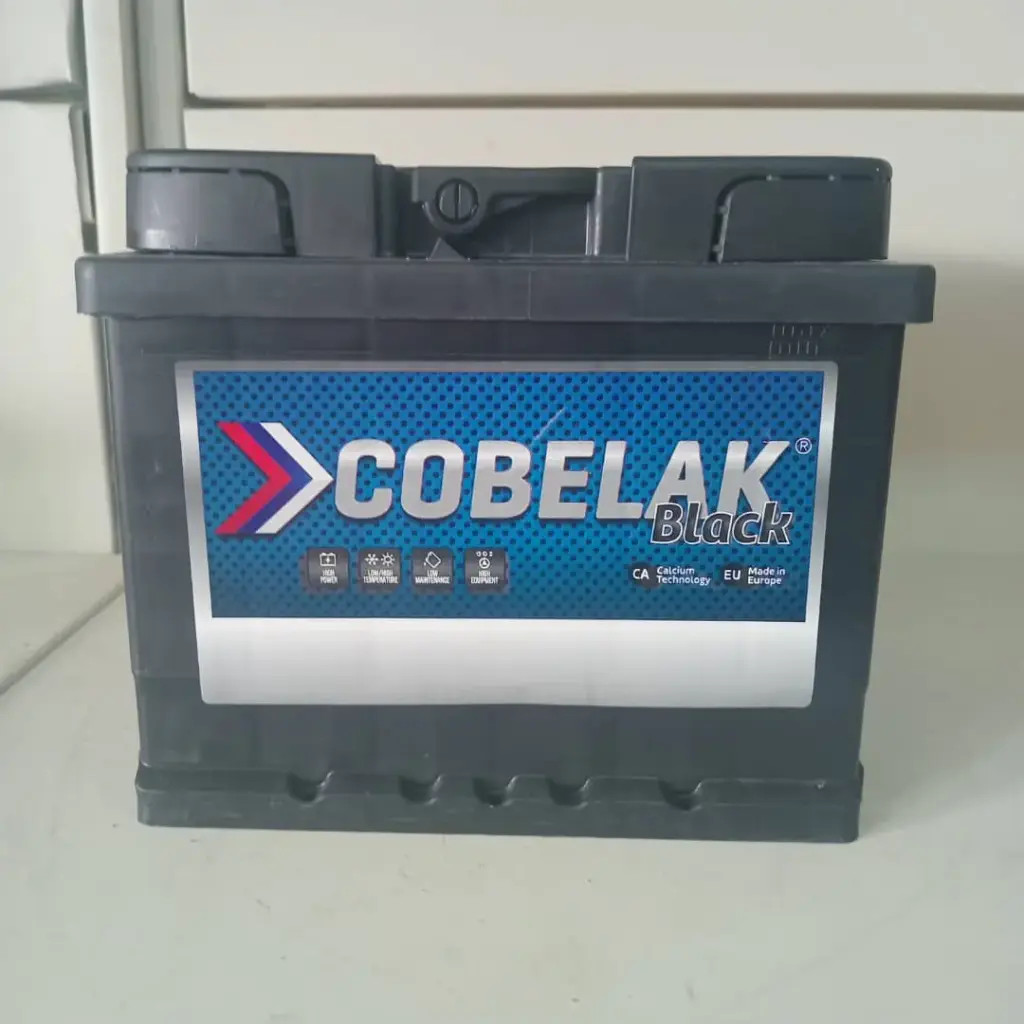 COBELAK®
Black
HIGH
POWER
LOW/HIGH
TEMPERATURE
LOW
MAINTENANCE
HIGH
EQUIPMENT
CA Calcium
Technology
EU Made in
Europe